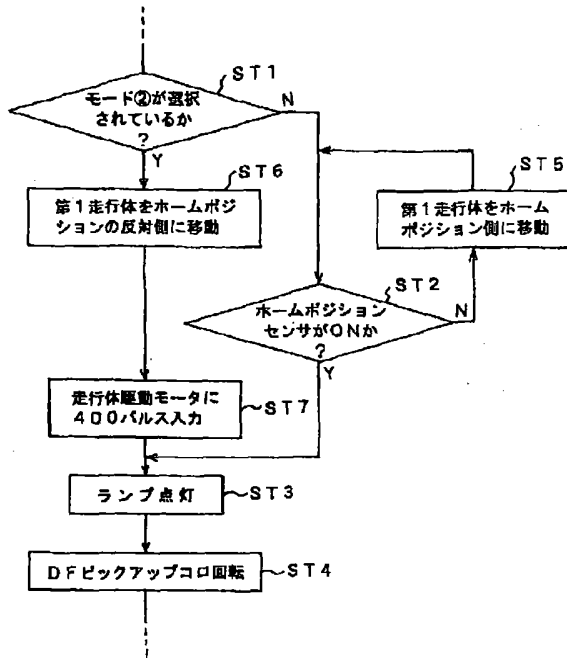 ST1
モード②が選択
されているか
?
N
Y
ST6
第1走行体をホームポジ
ションの反対側に移動
ST5
第1走行体をホーム
ポジション側に移動
ST2
ホームポジション
センサがONか
?
N
Y
走行体駆動モータに
400パルス入力
ST7
ランプ点灯
ST3
DFピックアップコロ回転
ST4